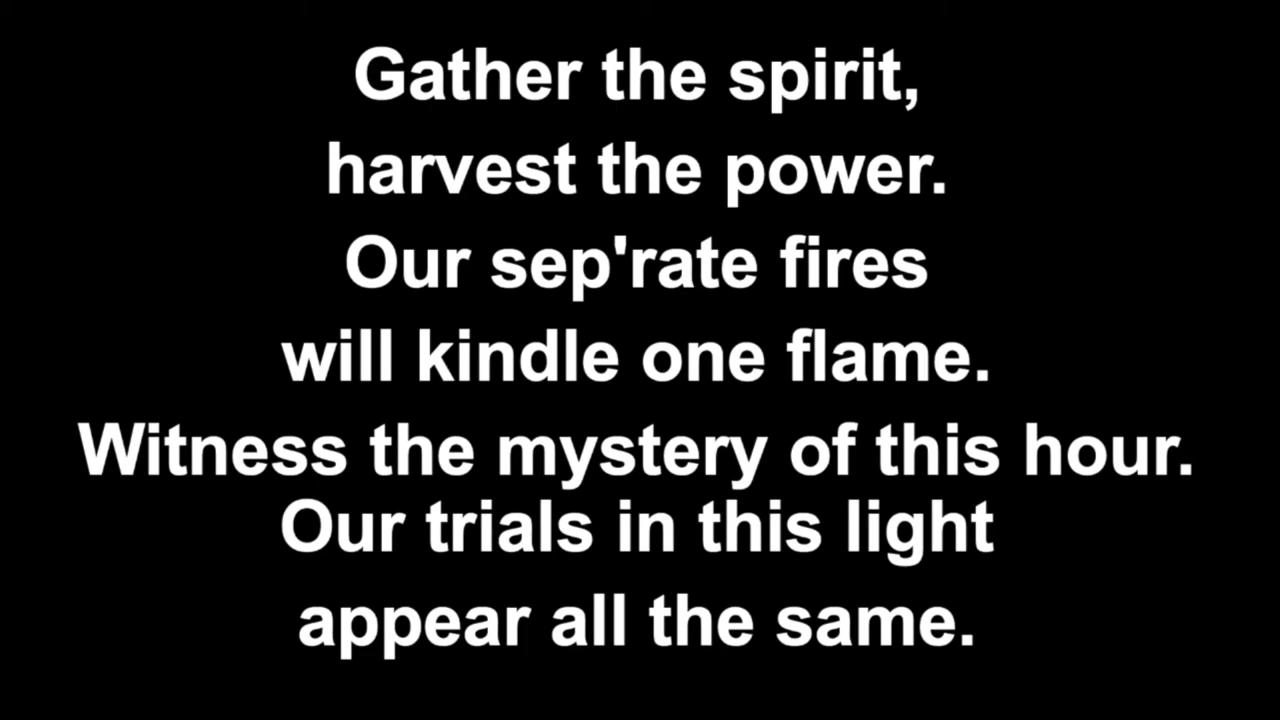 Gather the spirit,
harvest the power.
Our sep'rate fires
will kindle one flame.
Witness the mystery of this hour.
Our trials in this light
appear all the same.